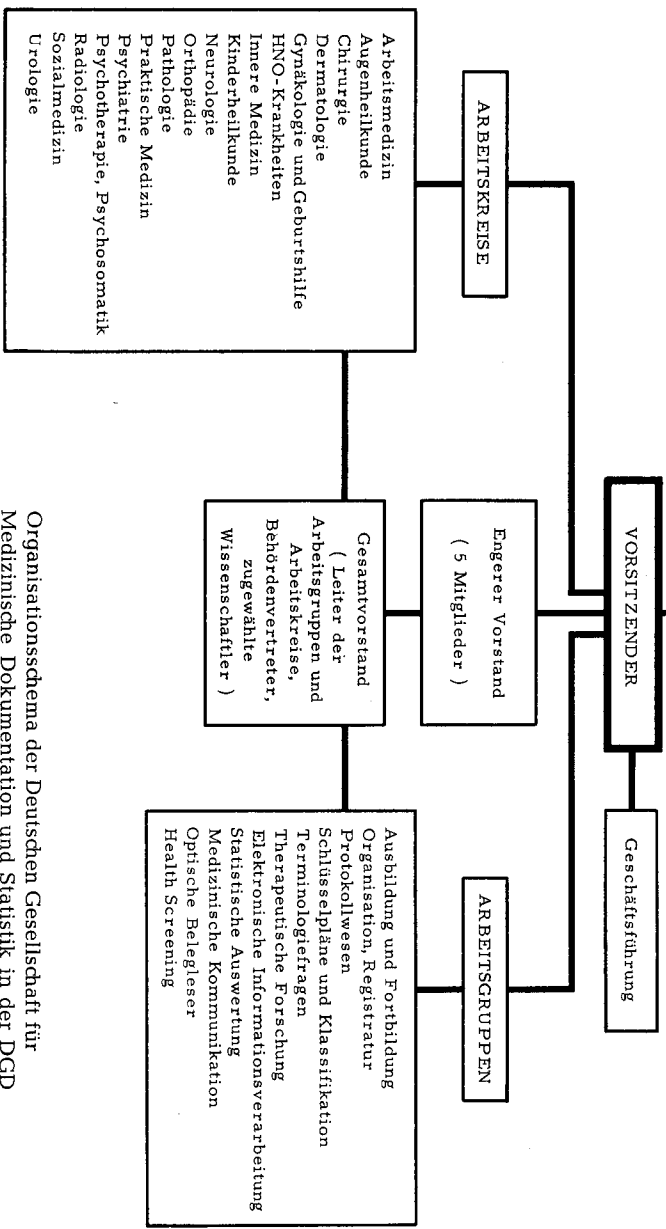 VORSITZENDER
Geschäftsführung
ARBEITSKREISE
Engerer Vorstand
( 5 Mitglieder )
ARBEITSGRUPPEN
Arbeitsmedizin
Augenheilkunde
Chirurgie
Dermatologie
Gynäkologie und Geburtshilfe
HNO-Krankheiten
Innere Medizin
Kinderheilkunde
Neurologie
Orthopädie
Pathologie
Praktische Medizin
Psychiatrie
Psychotherapie, Psychosomatik
Radiologie
Sozialmedizin
Urologie
Gesamtvorstand
( Leiter der
Arbeitsgruppen und
Arbeitskreise,
Behördenvertreter,
zugewählte
Wissenschaftler )
Ausbildung und Fortbildung
Organisation, Registratur
Protokollwesen
Schlüsselpläne und Klassifikation
Terminologiefragen
Therapeutische Forschung
Elektronische Informationsverarbeitung
Statistische Auswertung
Medizinische Kommunikation
Optische Belegleser
Health Screening
Organisationsschema der Deutschen Gesellschaft für
Medizinische Dokumentation und Statistik in der DGD